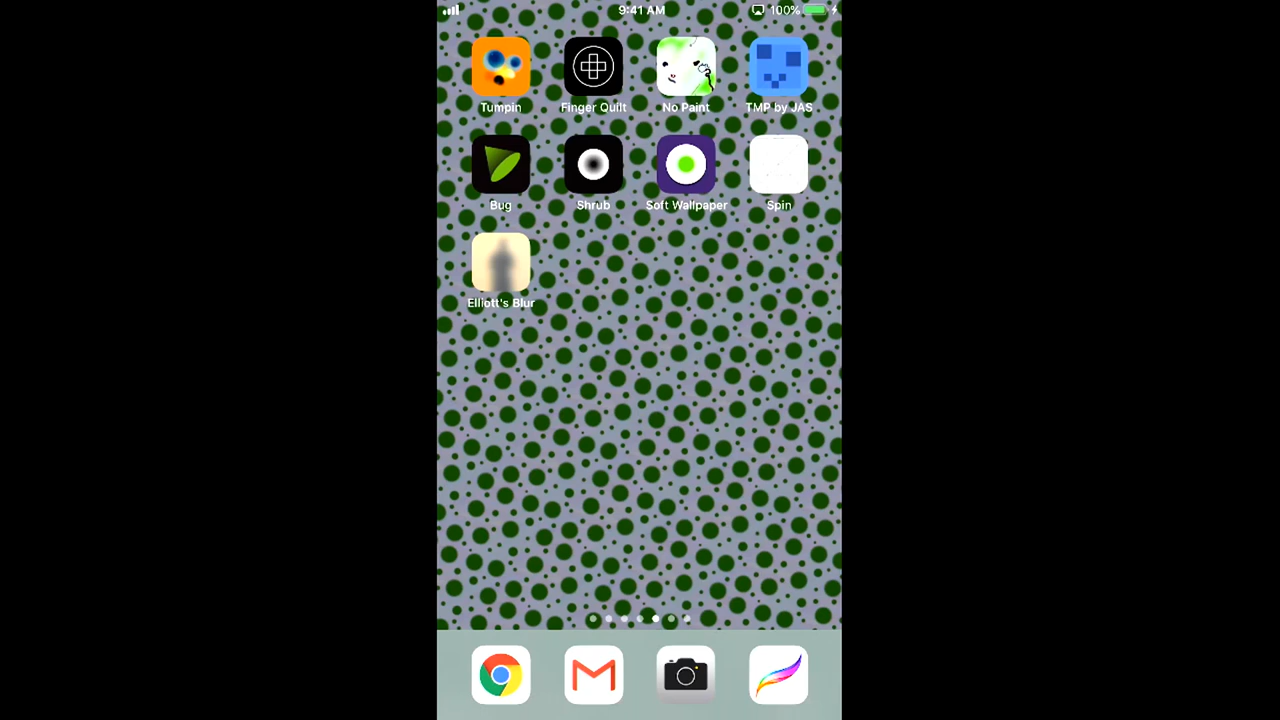 9:41 AM
100%
Tumpin
Finger Quilt
No Paint
TMP by JAS
Bug
Shrub
Soft Wallpaper
Spin
Elliott's Blur